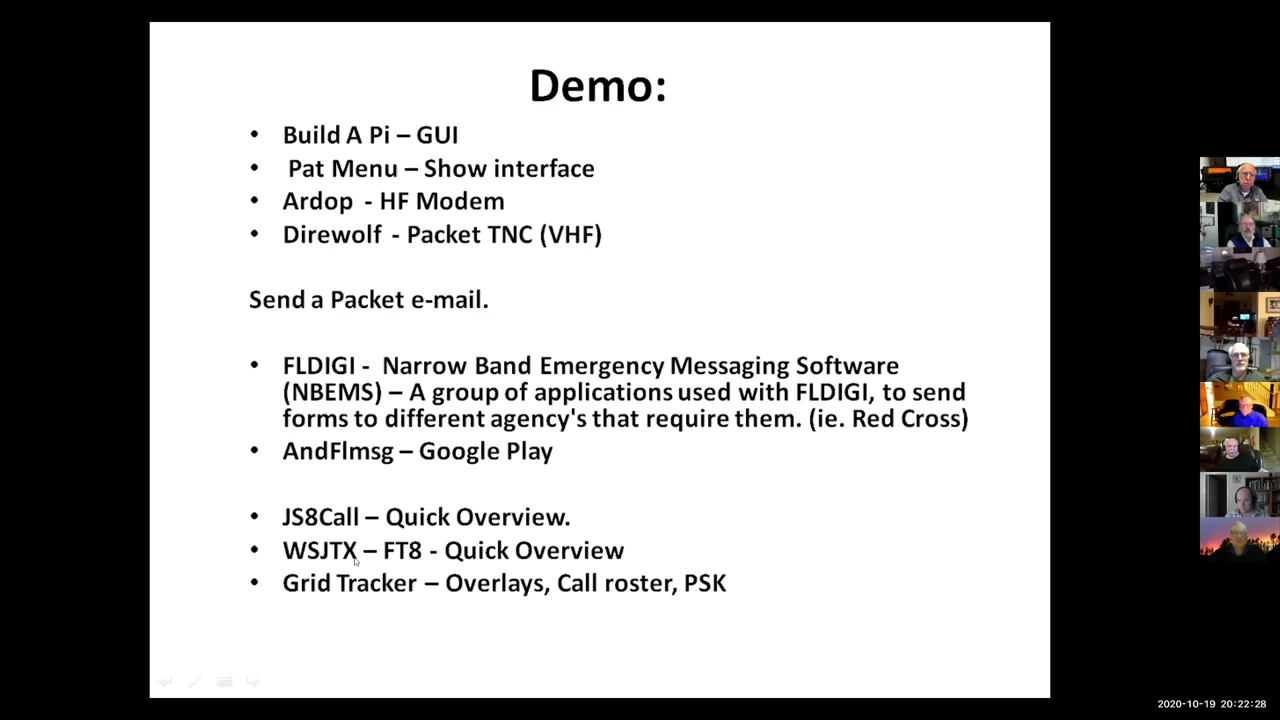 Demo:
• Build A Pi – GUI
• Pat Menu – Show interface
• Ardop - HF Modem
• Direwolf - Packet TNC (VHF)
Send a Packet e-mail.
• FLDIGI - Narrow Band Emergency Messaging Software
(NBEMS) – A group of applications used with FLDIGI, to send
forms to different agency's that require them. (ie. Red Cross)
• AndFlmsg – Google Play
• JS8Call – Quick Overview.
• WSJTX – FT8 - Quick Overview
• Grid Tracker – Overlays, Call roster, PSK
2020-10-19 20:22:28